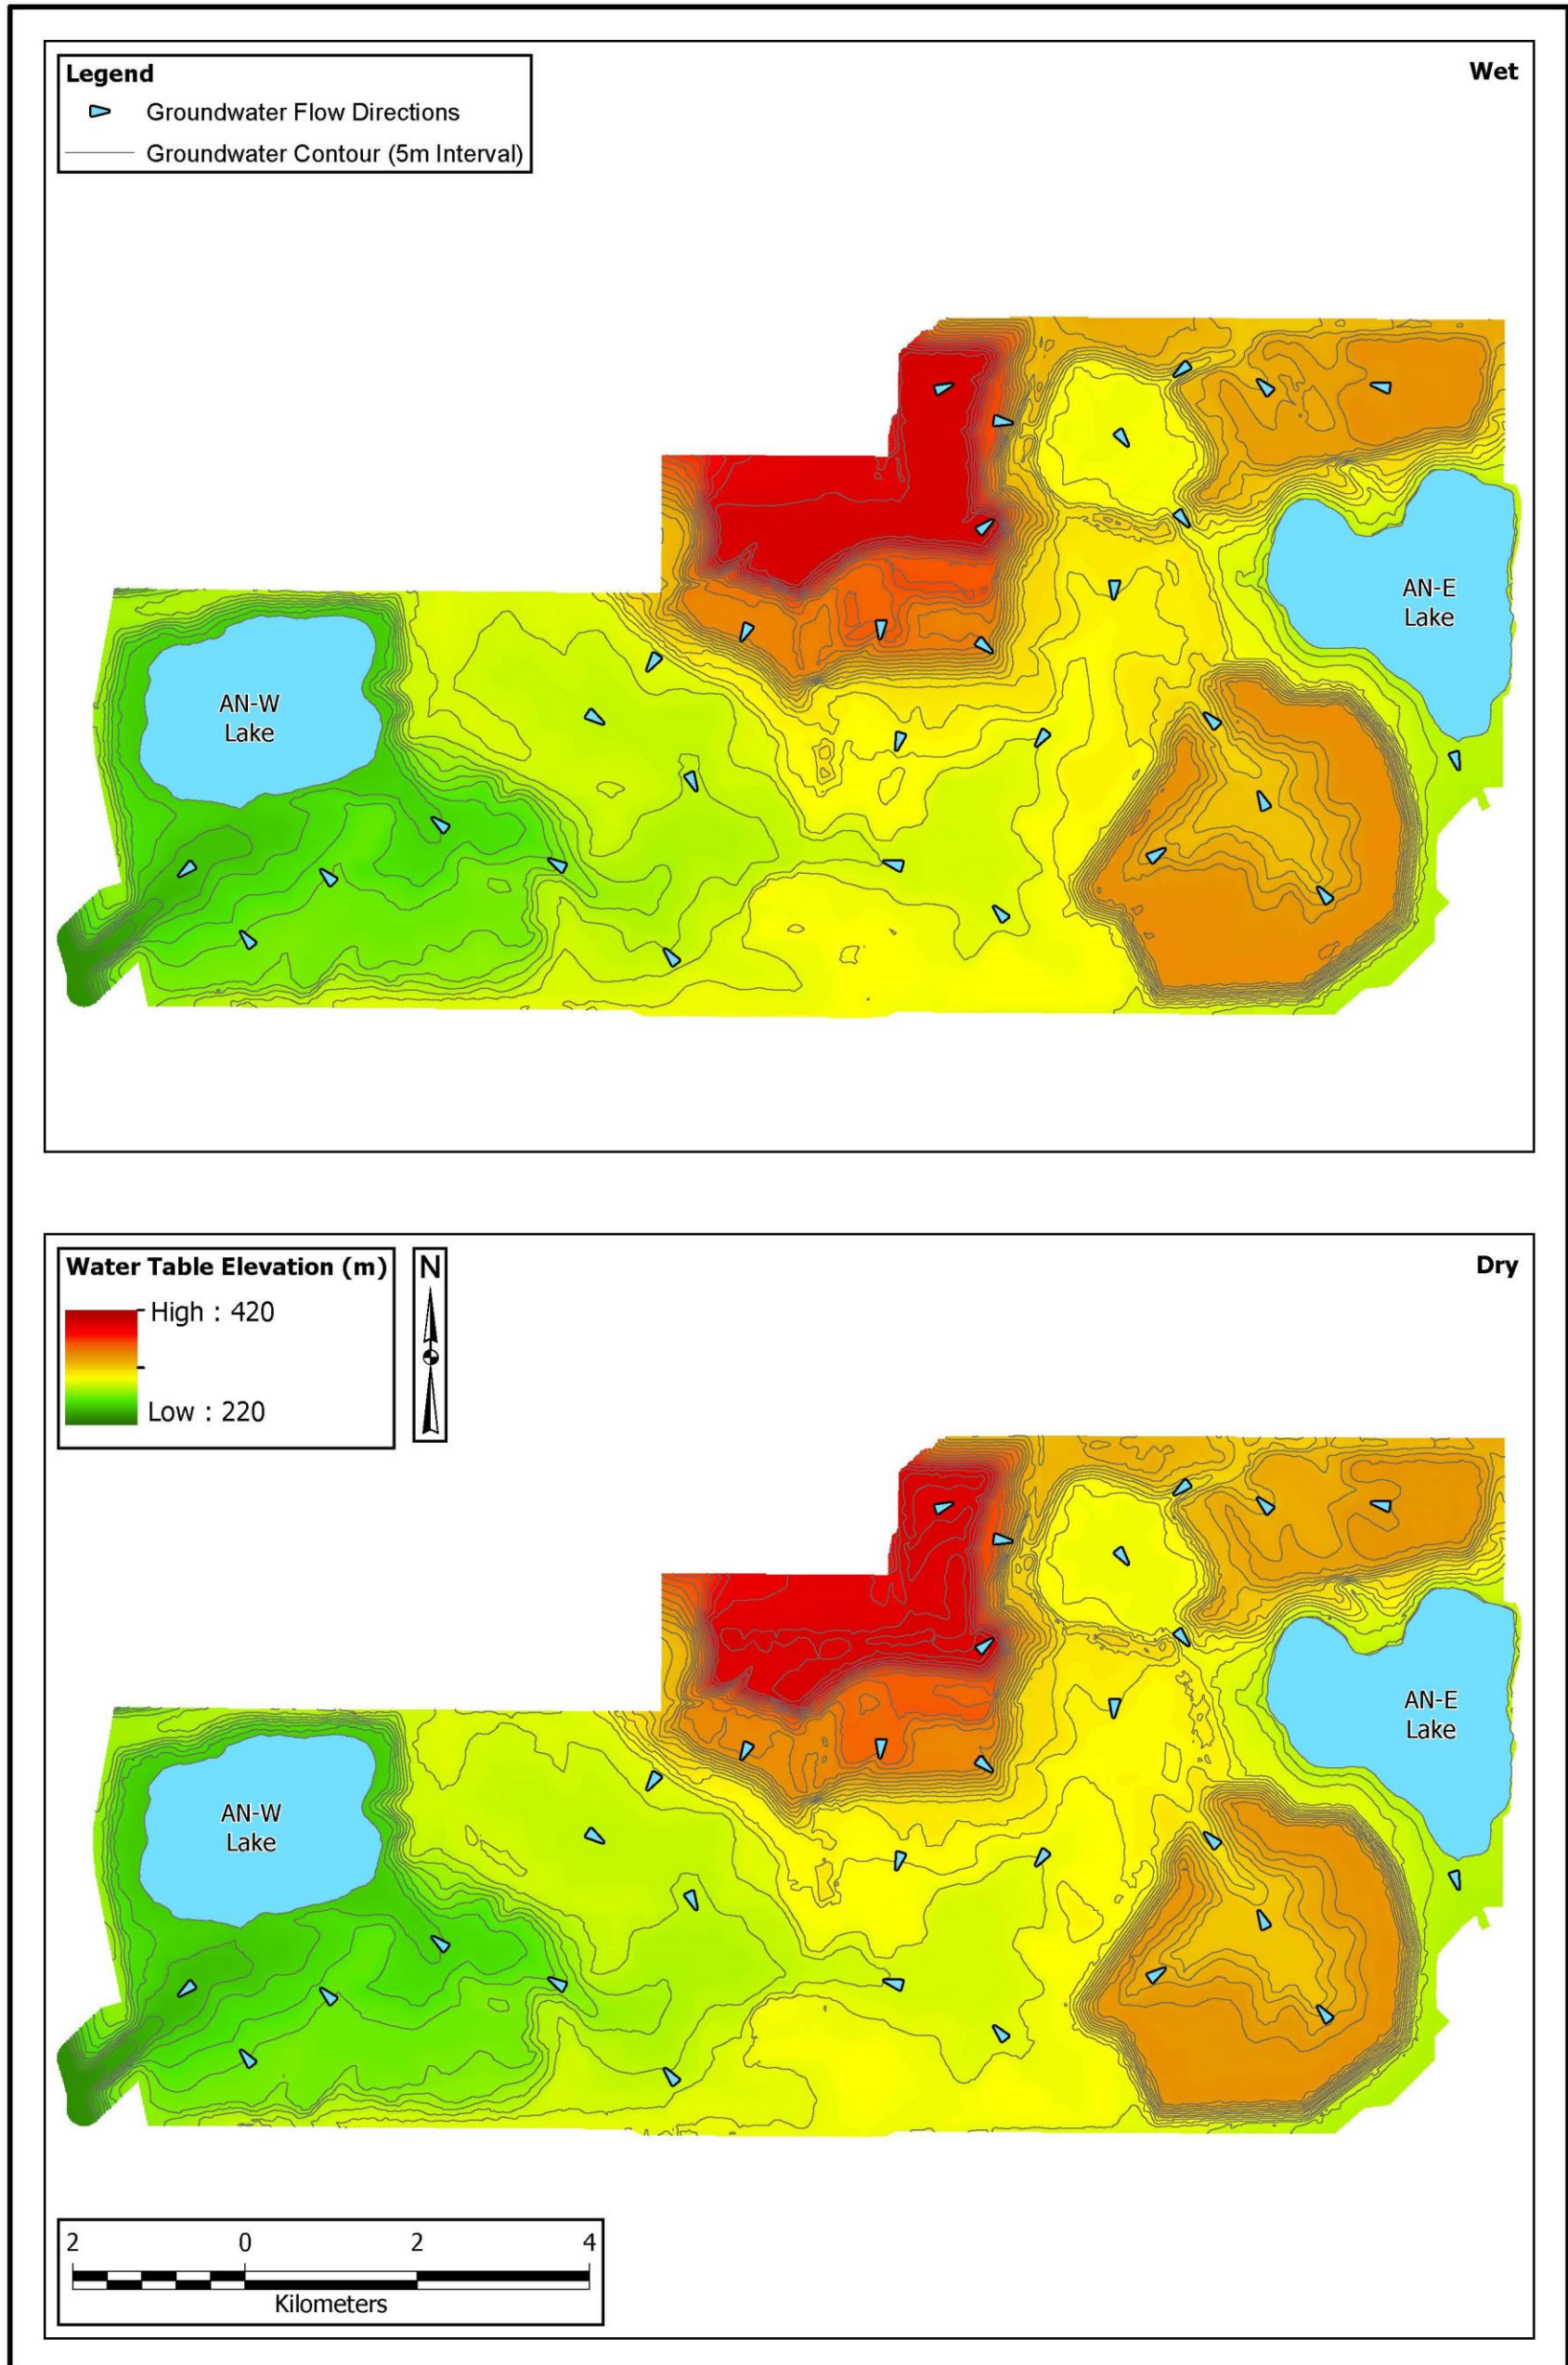 Legend
Groundwater Flow Directions
Groundwater Contour (5m Interval)
Wet
AN-E
Lake
AN-W
Lake
Water Table Elevation (m)
High : 420
Low : 220
N
Dry
AN-E
Lake
AN-W
Lake
2 0 2 4
Kilometers